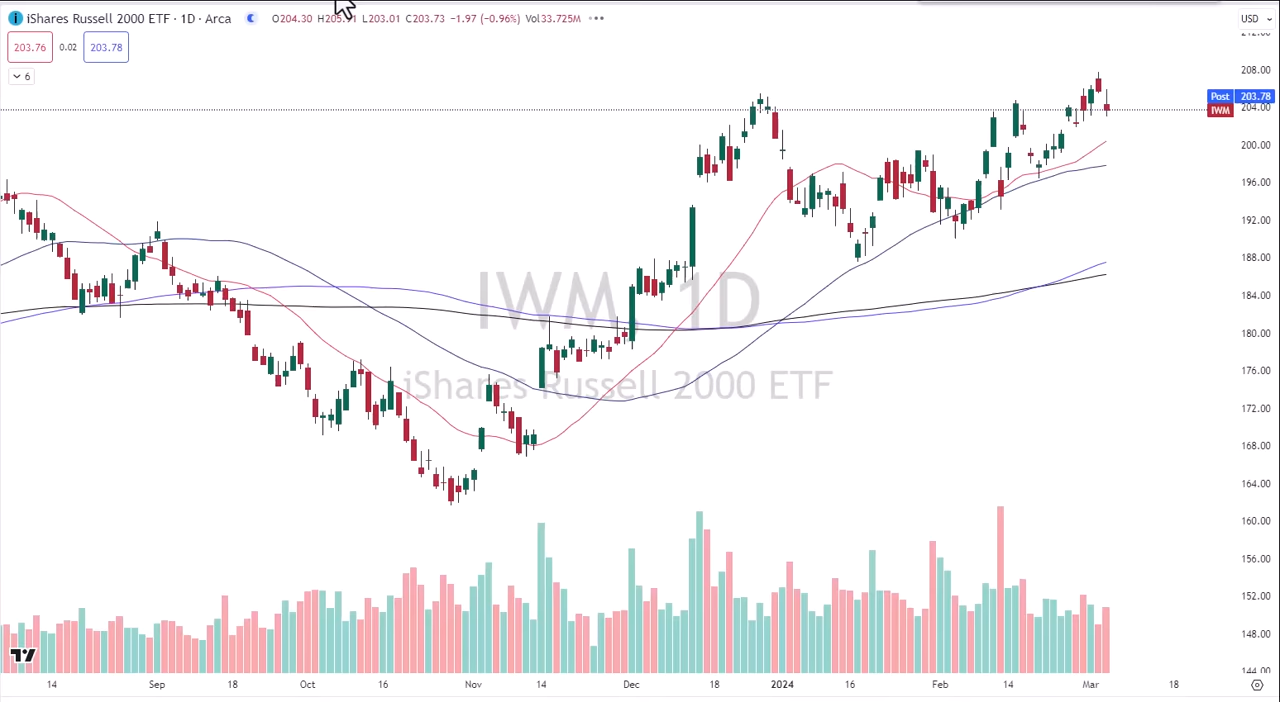 iShares Russell 2000 ETF · 1D · Arca O204.30 L203.01 C203.73 −1.97 (−0.96%) Vol33.725M
USD
203.76 0.02 203.78
6
212.00
208.00
Post 203.78
204.00
IWM
200.00
196.00
192.00
188.00
184.00
180.00
176.00
172.00
168.00
164.00
160.00
156.00
152.00
148.00
144.00
IWM, 1D
iShares Russell 2000 ETF
14 Sep 18 Oct 16 Nov 14 Dec 18 2024 16 Feb 14 Mar 18